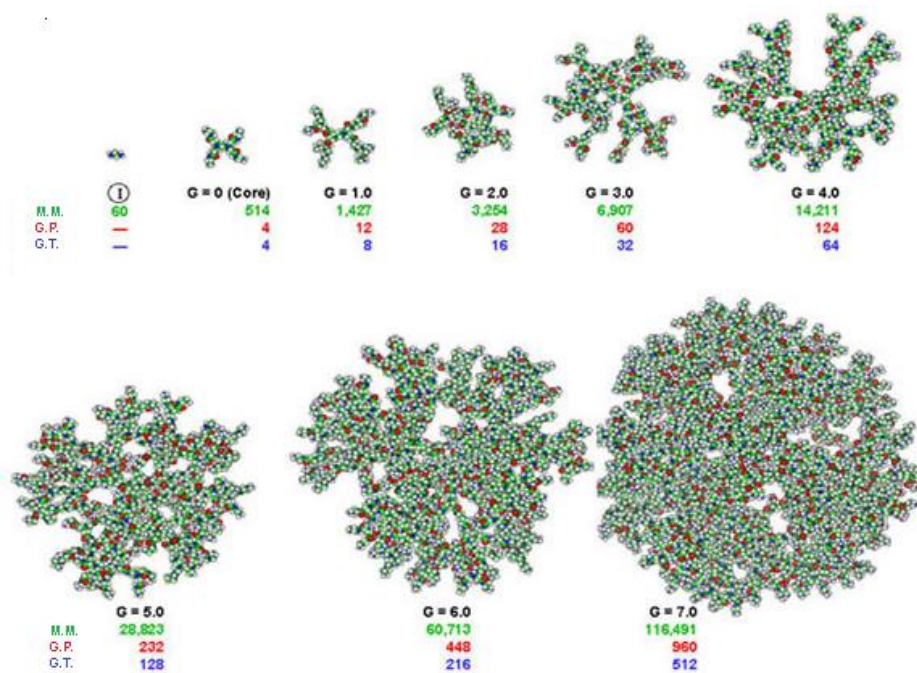 I G = 0 (Core) G = 1.0 G = 2.0 G = 3.0 G = 4.0
M.M. 60 514 1,427 3,254 6,907 14,211
G.P. — 4 12 28 60 124
G.T. — 4 8 16 32 64
G = 5.0 G = 6.0 G = 7.0
M.M. 28,823 60,713 116,491
G.P. 232 448 960
G.T. 128 216 512